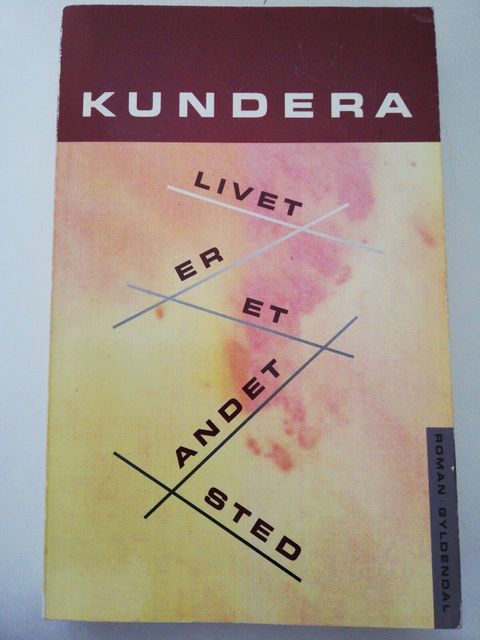 KUNDERA
LIVET
ER
ET
ANDET
STED
ROMAN · GYLDENDAL